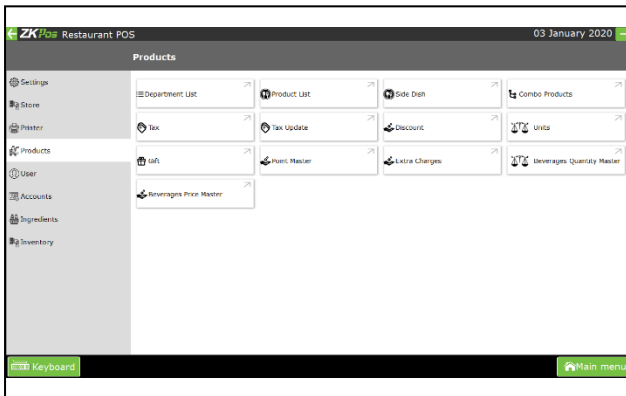 ZKPos Restaurant POS 03 January 2020
Products
Settings
Store
Printer
Products
User
Accounts
Ingredients
Inventory
Department List Product List Side Dish Combo Products
Tax Tax Update Discount Units
Gift Point Master Extra Charges Beverages Quantity Master
Beverages Price Master
Keyboard Main menu